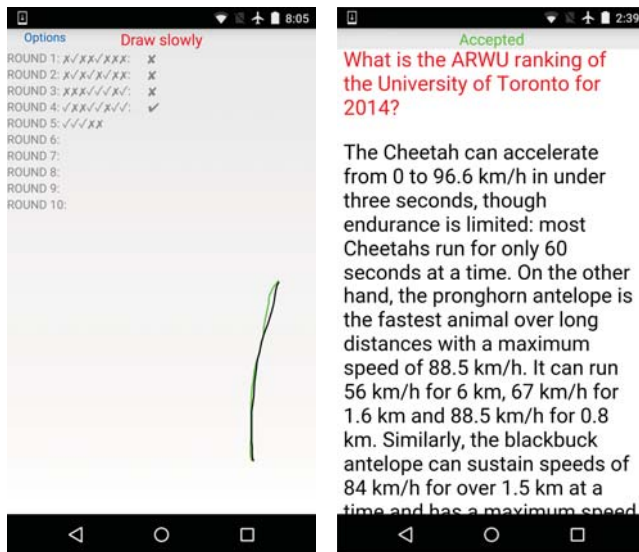 8:05
Options
Draw slowly
ROUND 1: ✗✓✗✗✓✗✗✗: ✘
ROUND 2: ✗✓✗✗✓✗✓✗: ✘
ROUND 3: ✗✗✗✓✓✓✗✓: ✘
ROUND 4: ✓✗✗✓✓✗✓✓: ✔
ROUND 5: ✓✓✓✗✗
ROUND 6:
ROUND 7:
ROUND 8:
ROUND 9:
ROUND 10:
2:39
Accepted
What is the ARWU ranking of
the University of Toronto for
2014?
The Cheetah can accelerate
from 0 to 96.6 km/h in under
three seconds, though
endurance is limited: most
Cheetahs run for only 60
seconds at a time. On the other
hand, the pronghorn antelope is
the fastest animal over long
distances with a maximum
speed of 88.5 km/h. It can run
56 km/h for 6 km, 67 km/h for
1.6 km and 88.5 km/h for 0.8
km. Similarly, the blackbuck
antelope can sustain speeds of
84 km/h for over 1.5 km at a
time and has a maximum speed